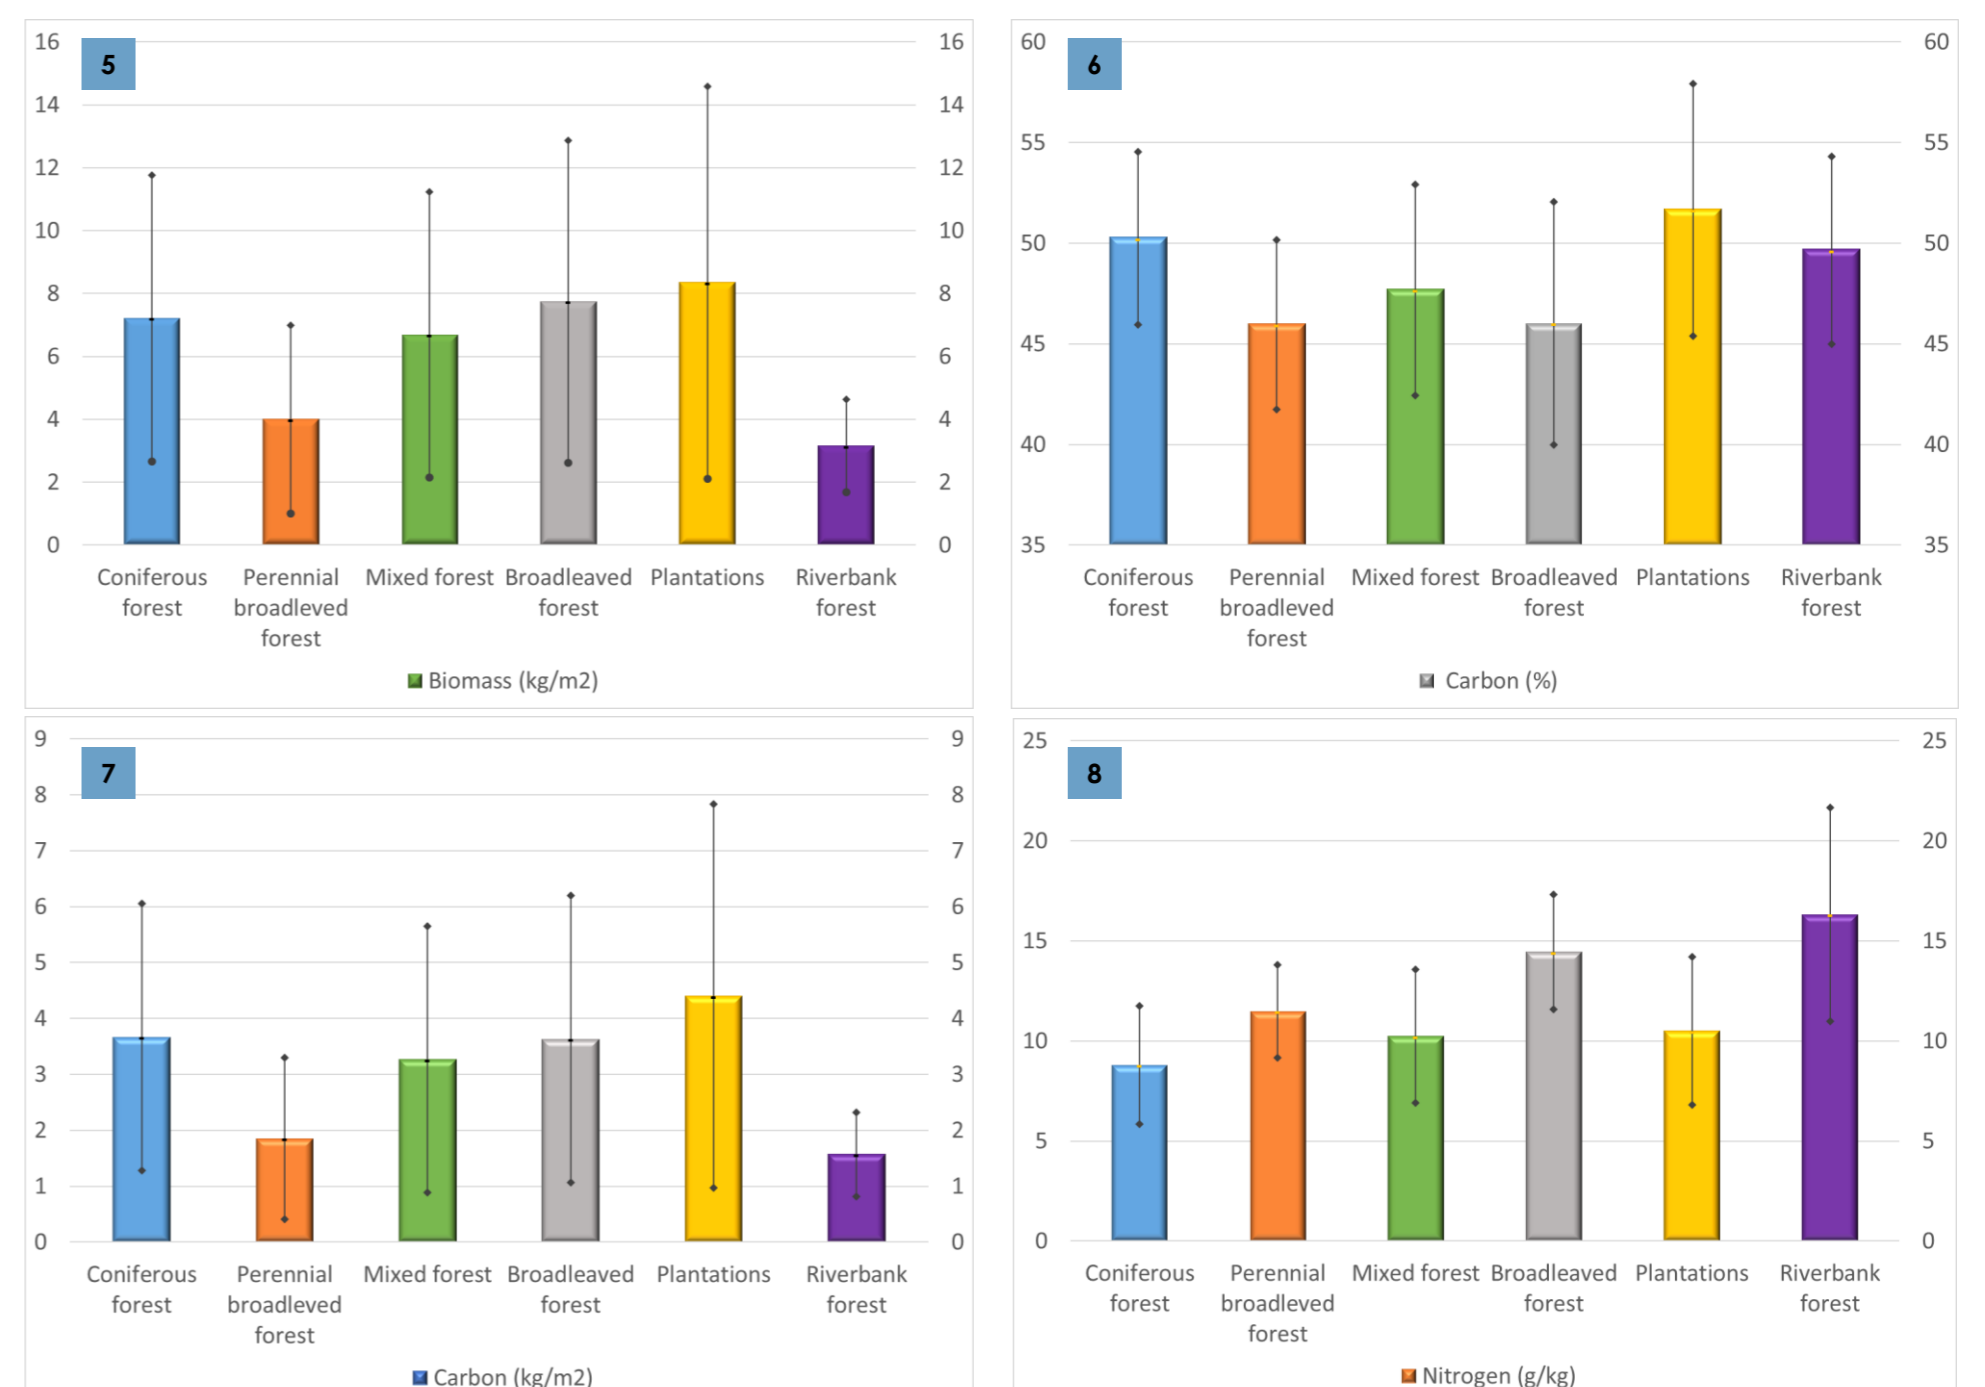 5
16
14
12
10
8
6
4
2
0
16
14
12
10
8
6
4
2
0
Coniferous
forest
Perennial
broadleved
forest
Mixed forest
Broadleaved
forest
Plantations
Riverbank
forest
Biomass (kg/m2)
6
60
55
50
45
40
35
60
55
50
45
40
35
Coniferous
forest
Perennial
broadleved
forest
Mixed forest
Broadleaved
forest
Plantations
Riverbank
forest
Carbon (%)
7
9
8
7
6
5
4
3
2
1
0
9
8
7
6
5
4
3
2
1
0
Coniferous
forest
Perennial
broadleved
forest
Mixed forest
Broadleaved
forest
Plantations
Riverbank
forest
Carbon (kg/m2)
8
25
20
15
10
5
0
25
20
15
10
5
0
Coniferous
forest
Perennial
broadleved
forest
Mixed forest
Broadleaved
forest
Plantations
Riverbank
forest
Nitrogen (g/kg)